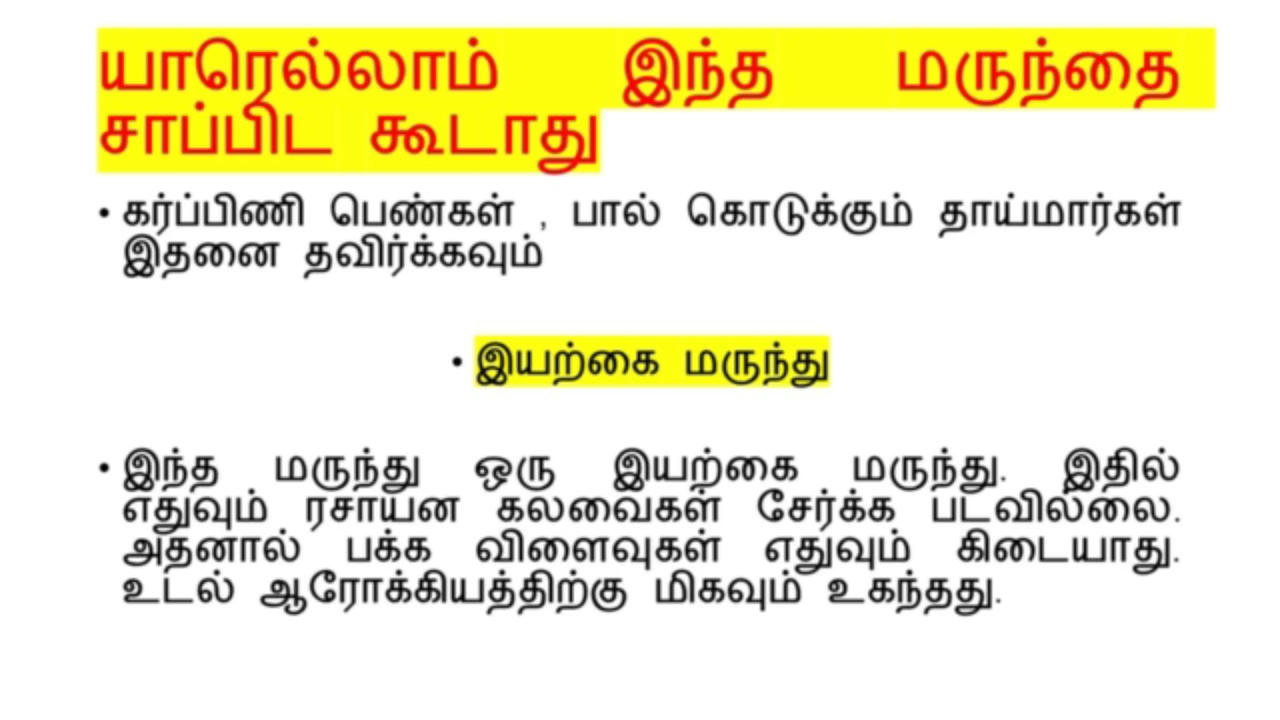 யாரெல்லாம் இந்த மருந்தை
சாப்பிட கூடாது
• கர்ப்பிணி பெண்கள் , பால் கொடுக்கும் தாய்மார்கள்
இதனை தவிர்க்கவும்
• இயற்கை மருந்து
• இந்த மருந்து ஒரு இயற்கை மருந்து. இதில்
எதுவும் ரசாயன கலவைகள் சேர்க்க படவில்லை.
அதனால் பக்க விளைவுகள் எதுவும் கிடையாது.
உடல் ஆரோக்கியத்திற்கு மிகவும் உகந்தது.